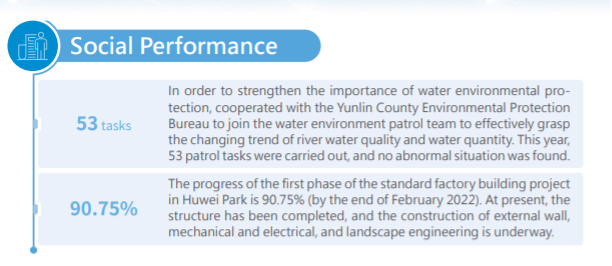 Social Performance
53 tasks
In order to strengthen the importance of water environmental pro-
tection, cooperated with the Yunlin County Environmental Protection
Bureau to join the water environment patrol team to effectively grasp
the changing trend of river water quality and water quantity. This year,
53 patrol tasks were carried out, and no abnormal situation was found.
90.75%
The progress of the first phase of the standard factory building project
in Huwei Park is 90.75% (by the end of February 2022). At present, the
structure has been completed, and the construction of external wall,
mechanical and electrical, and landscape engineering is underway.